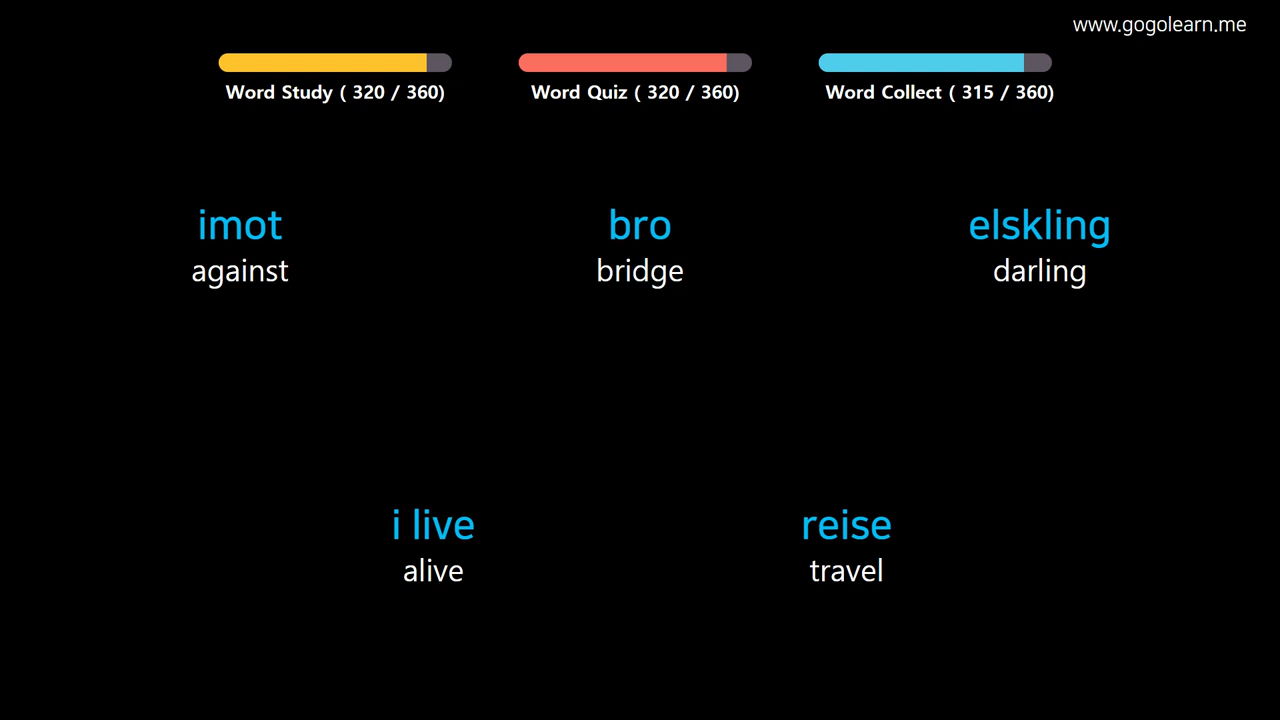 www.gogolearn.me
Word Study ( 320 / 360)
Word Quiz ( 320 / 360)
Word Collect ( 315 / 360)
imot
against
bro
bridge
elskling
darling
i live
alive
reise
travel